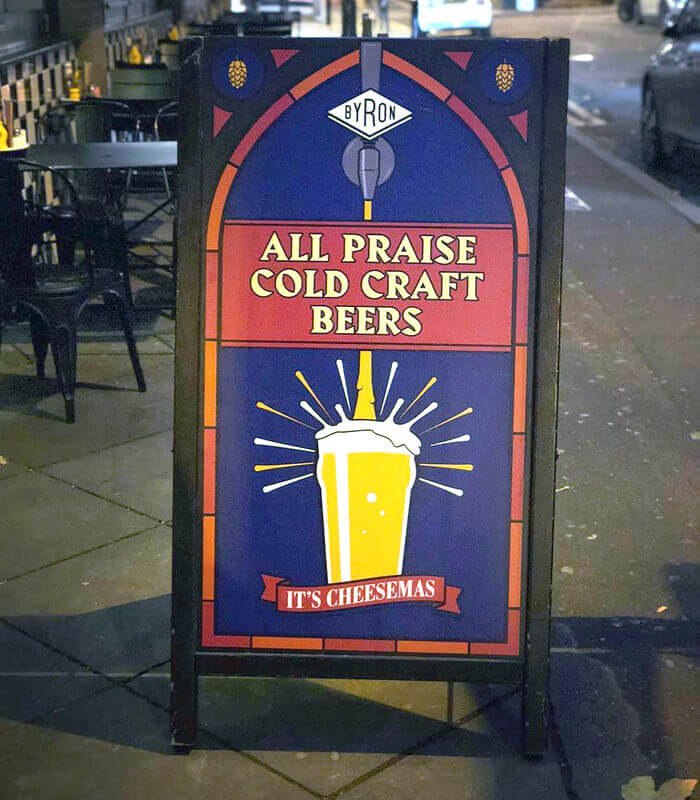 BYRON
ALL PRAISE
COLD CRAFT
BEERS
IT'S CHEESEMAS